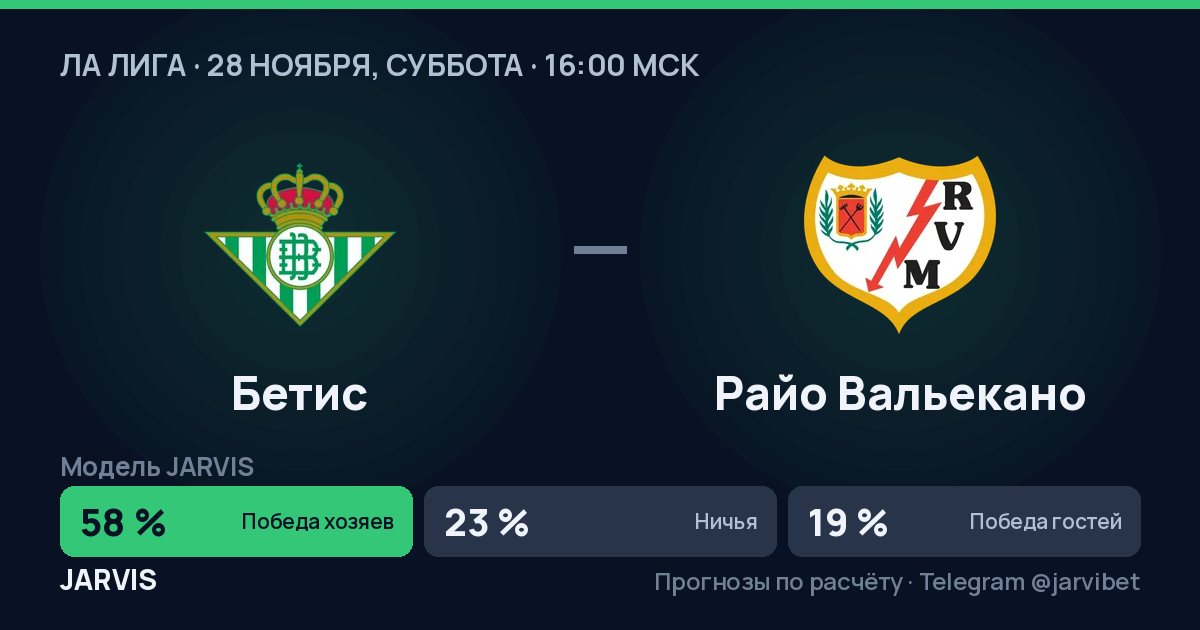 ЛА ЛИГА · 28 НОЯБРЯ, СУББОТА · 16:00 МСК
R
V
M
Бетис
Райо Вальекано
Модель JARVIS
58 % Победа хозяев
23 % Ничья
19 % Победа гостей
JARVIS
Прогнозы по расчёту · Telegram @jarvibet